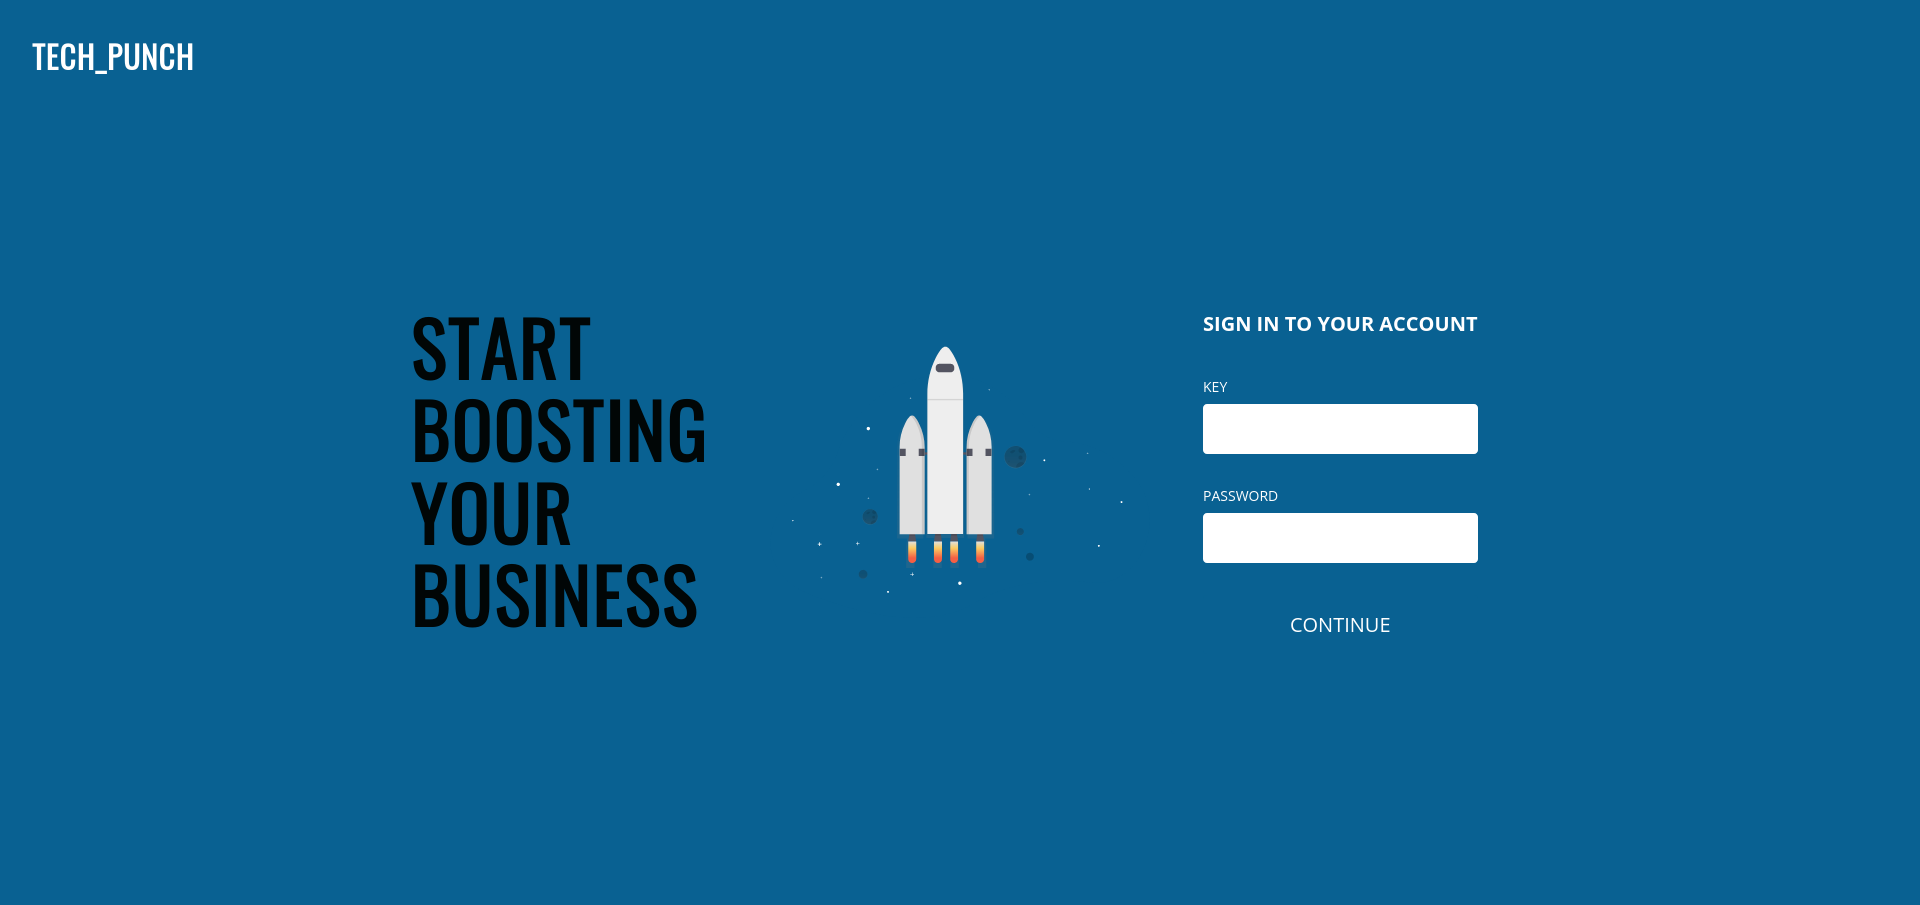 TECH_PUNCH
START
BOOSTING
YOUR
BUSINESS
SIGN IN TO YOUR ACCOUNT
KEY
PASSWORD
CONTINUE